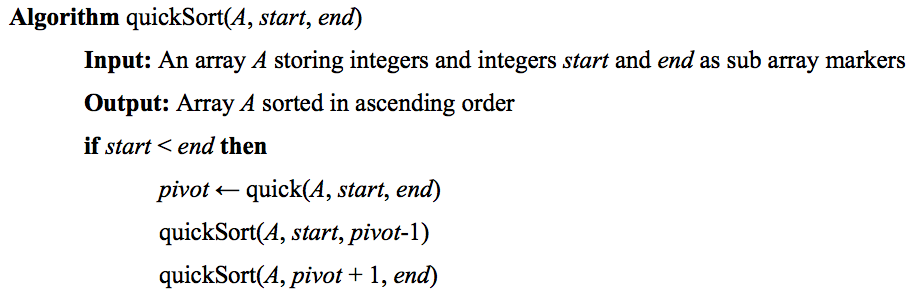 Algorithm quickSort(A, start, end)
Input: An array A storing integers and integers start and end as sub array markers
Output: Array A sorted in ascending order
if start < end then
pivot ← quick(A, start, end)
quickSort(A, start, pivot-1)
quickSort(A, pivot + 1, end)